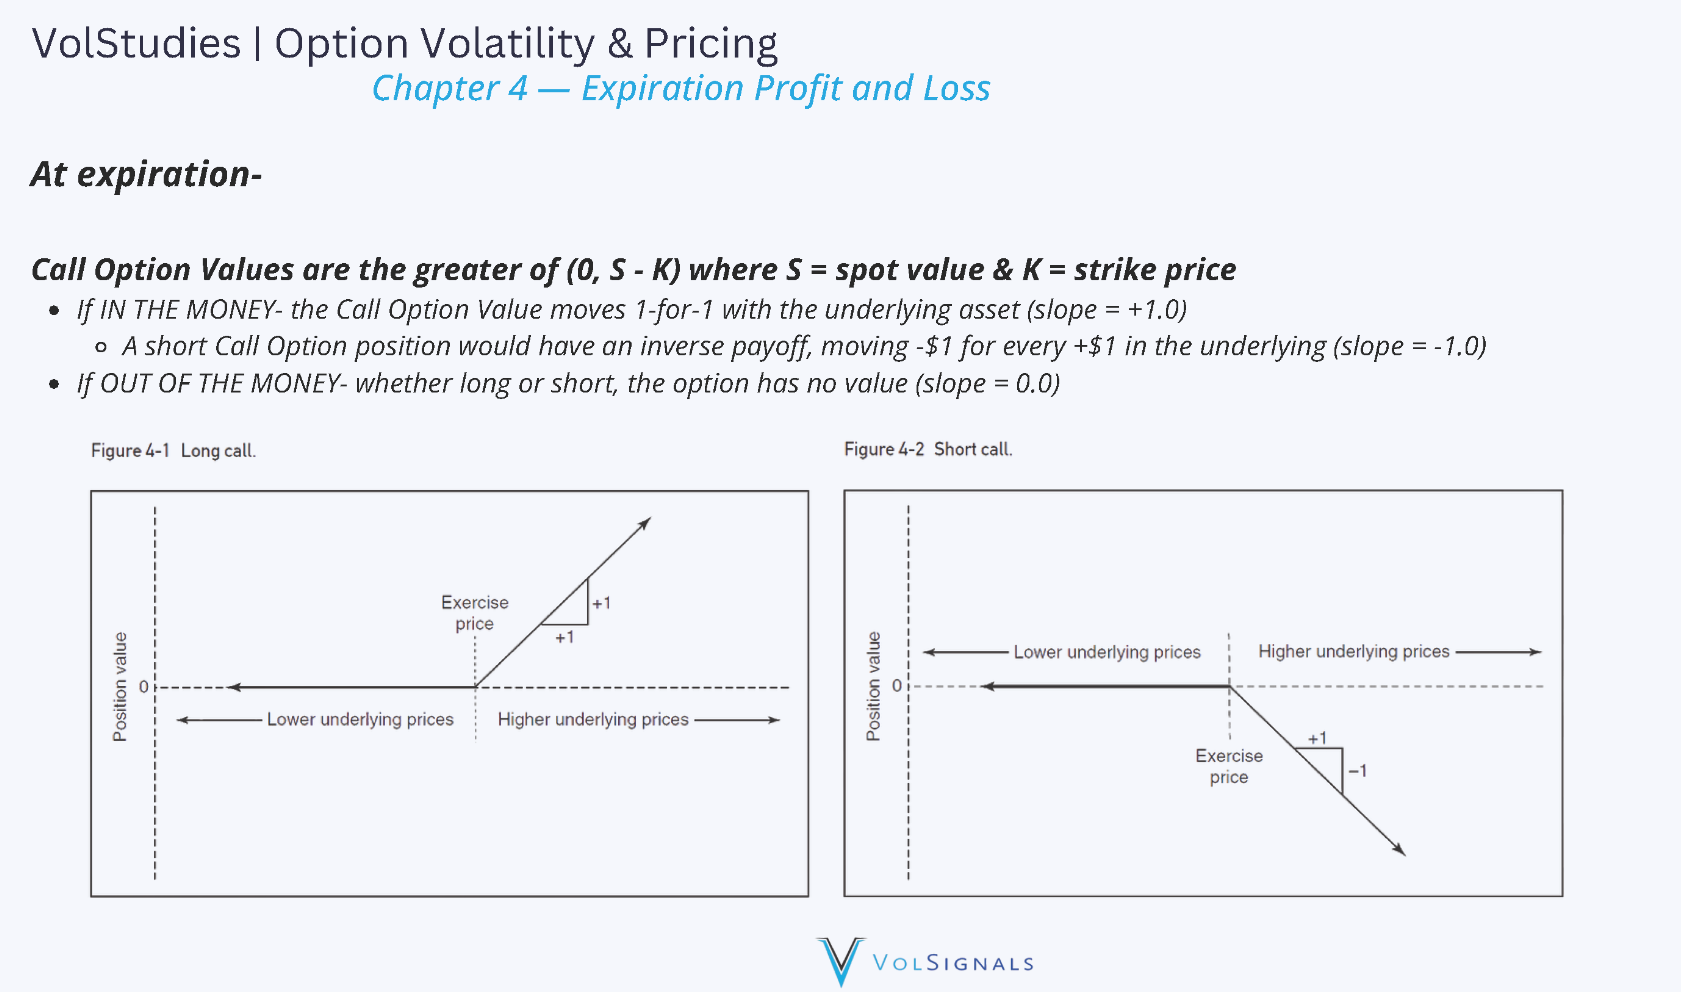 VolStudies | Option Volatility & Pricing
Chapter 4 — Expiration Profit and Loss
At expiration-
Call Option Values are the greater of (0, S - K) where S = spot value & K = strike price
• If IN THE MONEY- the Call Option Value moves 1-for-1 with the underlying asset (slope = +1.0)
∘ A short Call Option position would have an inverse payoff, moving -$1 for every +$1 in the underlying (slope = -1.0)
• If OUT OF THE MONEY- whether long or short, the option has no value (slope = 0.0)
Figure 4-1 Long call.
Position value
0
Exercise
price
+1
+1
Lower underlying prices
Higher underlying prices
Figure 4-2 Short call.
Position value
0
Lower underlying prices
Higher underlying prices
Exercise
price
+1
–1
VOLSIGNALS